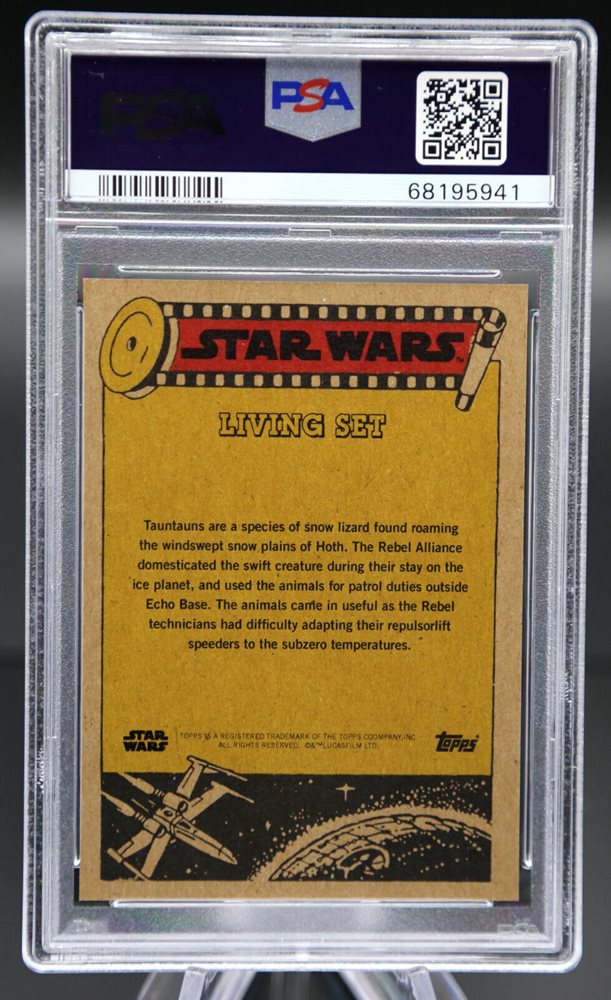 PSA
PSA
68195941
STAR WARS™
LIVING SET
Tauntauns are a species of snow lizard found roaming
the windswept snow plains of Hoth. The Rebel Alliance
domesticated the swift creature during their stay on the
ice planet, and used the animals for patrol duties outside
Echo Base. The animals came in useful as the Rebel
technicians had difficulty adapting their repulsorlift
speeders to the subzero temperatures.
STAR
WARS
TOPPS IS A REGISTERED TRADEMARK OF THE TOPPS COOMPANY, INC.
ALL RIGHTS RESERVED. ©&™LUCASFILM LTD.
topps
PSA